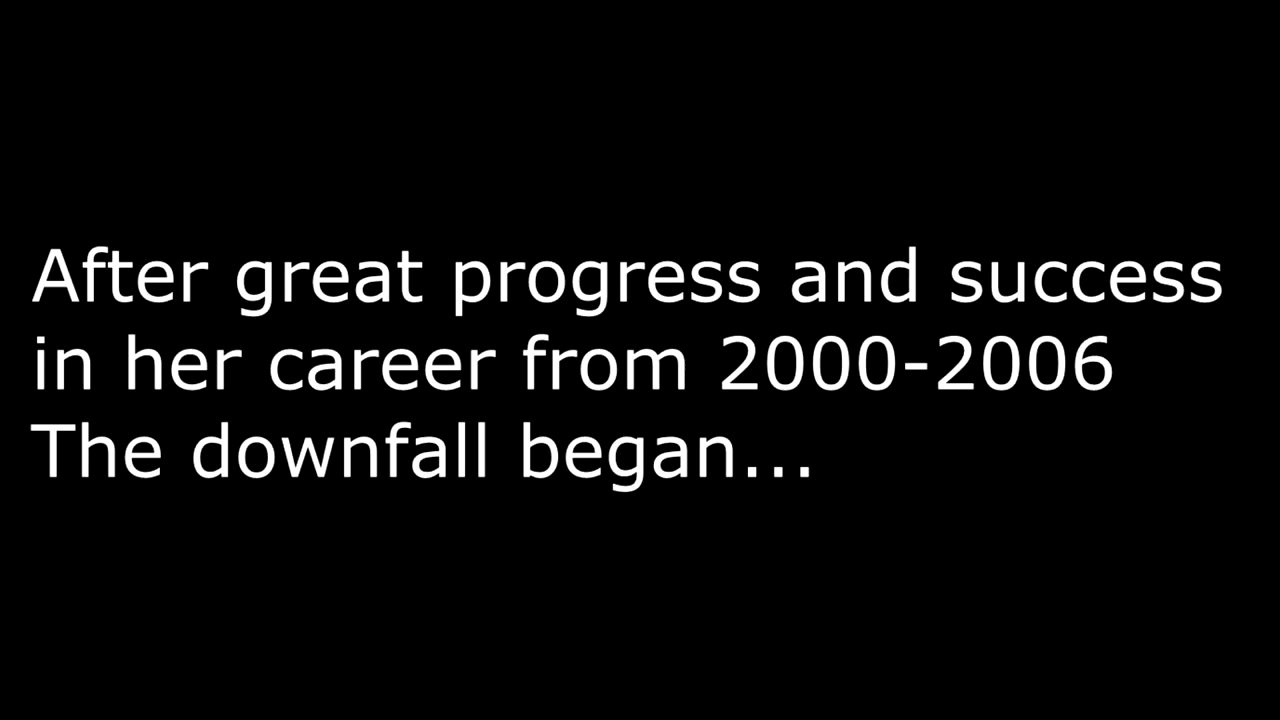 After great progress and success
in her career from 2000-2006
The downfall began...